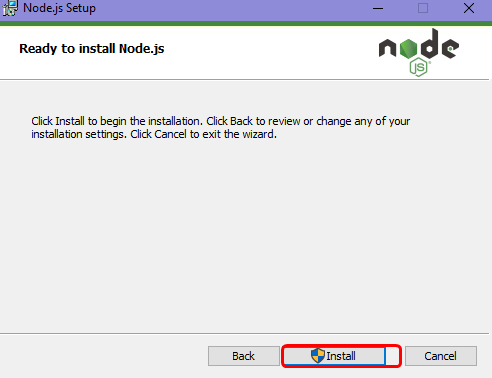 Node.js Setup
Ready to install Node.js
node
JS
Click Install to begin the installation. Click Back to review or change any of your
installation settings. Click Cancel to exit the wizard.
Back Install Cancel